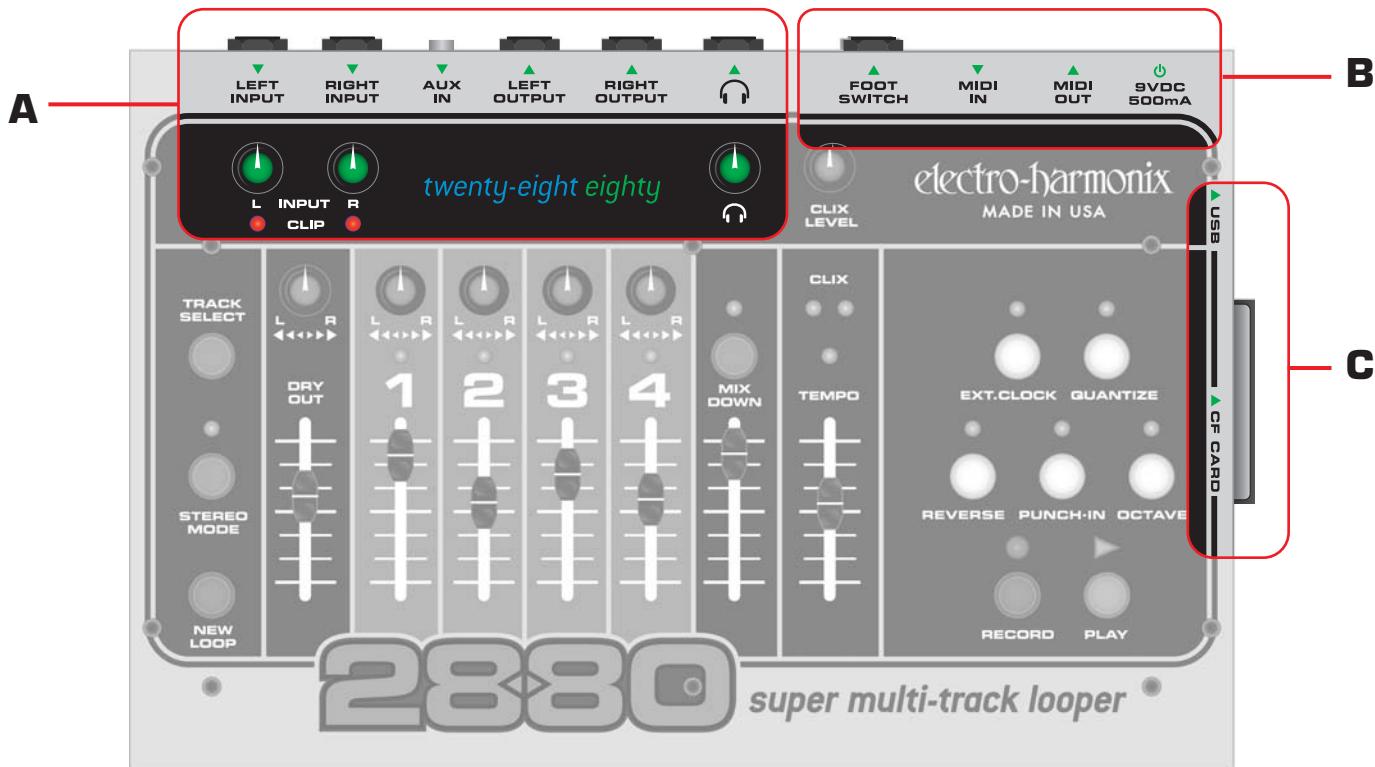 A
B
C
LEFT
INPUT
RIGHT
INPUT
AUX
IN
LEFT
OUTPUT
RIGHT
OUTPUT
FOOT
SWITCH
MIDI
IN
MIDI
OUT
9VDC
500mA
L INPUT R
CLIP
twenty-eight eighty
CLIX
LEVEL
electro-harmonix
MADE IN USA
USB
CF CARD
TRACK
SELECT
STEREO
MODE
NEW
LOOP
L R
DRY
OUT
L R
1
L R
2
L R
3
L R
4
MIX
DOWN
CLIX
TEMPO
EXT.CLOCK QUANTIZE
REVERSE PUNCH-IN OCTAVE
RECORD PLAY
2880
super multi-track looper